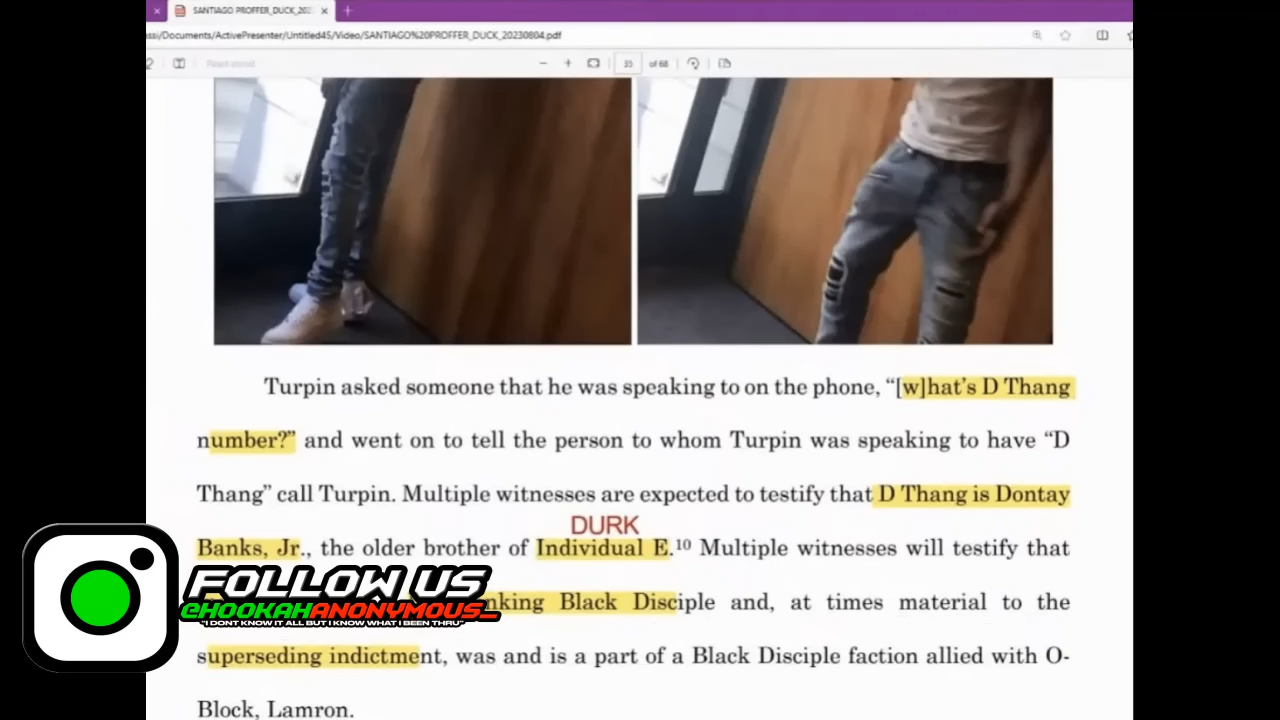 SANTIAGO PROFFER_DUCK_202
/Documents/ActivePresenter/Untitled45/Video/SANTIAGO%20PROFFER_DUCK_20230804.pdf
Read aloud
35 of 68
Turpin asked someone that he was speaking to on the phone, “[w]hat’s D Thang
number?” and went on to tell the person to whom Turpin was speaking to have “D
Thang” call Turpin. Multiple witnesses are expected to testify that D Thang is Dontay
DURK
Banks, Jr., the older brother of Individual E.¹⁰ Multiple witnesses will testify that
Black Disciple and, at times material to the
superseding indictment, was and is a part of a Black Disciple faction allied with O-
Block, Lamron.
FOLLOW US
@HOOKAHANONYMOUS_
"I DONT KNOW IT ALL BUT I KNOW WHAT I BEEN THRU"